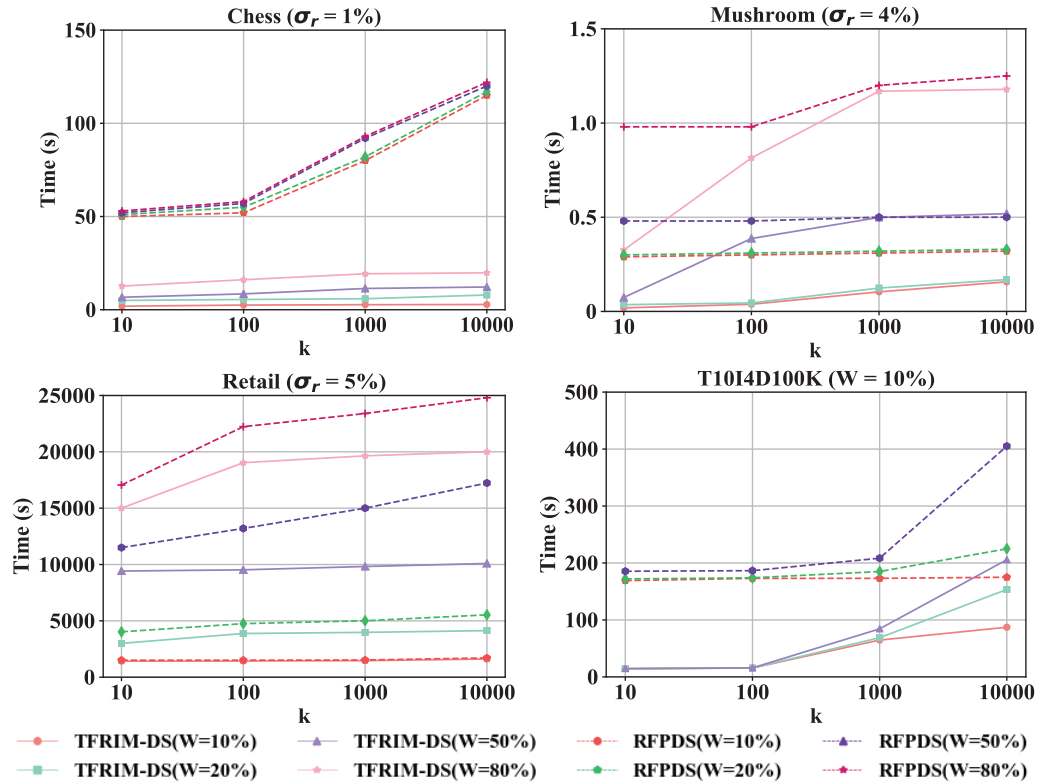 Chess (σr = 1%)
150
100
50
0
Time (s)
10 100 1000 10000
k
Mushroom (σr = 4%)
1.5
1.0
0.5
0
Time (s)
10 100 1000 10000
k
Retail (σr = 5%)
25000
20000
15000
10000
5000
0
Time (s)
10 100 1000 10000
k
T10I4D100K (W = 10%)
500
400
300
200
100
0
Time (s)
10 100 1000 10000
k
TFRIM-DS(W=10%) TFRIM-DS(W=50%) RFPDS(W=10%) RFPDS(W=50%)
TFRIM-DS(W=20%) TFRIM-DS(W=80%) RFPDS(W=20%) RFPDS(W=80%)